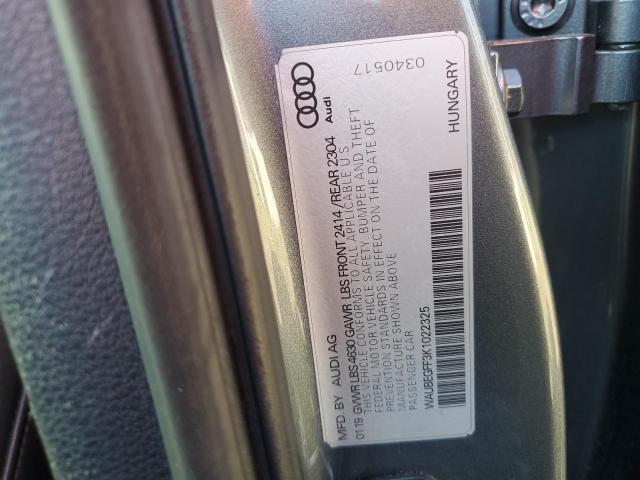 0340517
Audi
MFD. BY AUDI AG
01 19 GVWR LBS 4630 GAWR LBS FRONT 2414 / REAR 2304
THIS VEHICLE CONFORMS TO ALL APPLICABLE U S
FEDERAL MOTOR VEHICLE SAFETY, BUMPER AND THEFT
PREVENTION STANDARDS IN EFFECT ON THE DATE OF
MANUFACTURE SHOWN ABOVE
PASSENGER CAR
WAUB8GFF3K1022325
HUNGARY